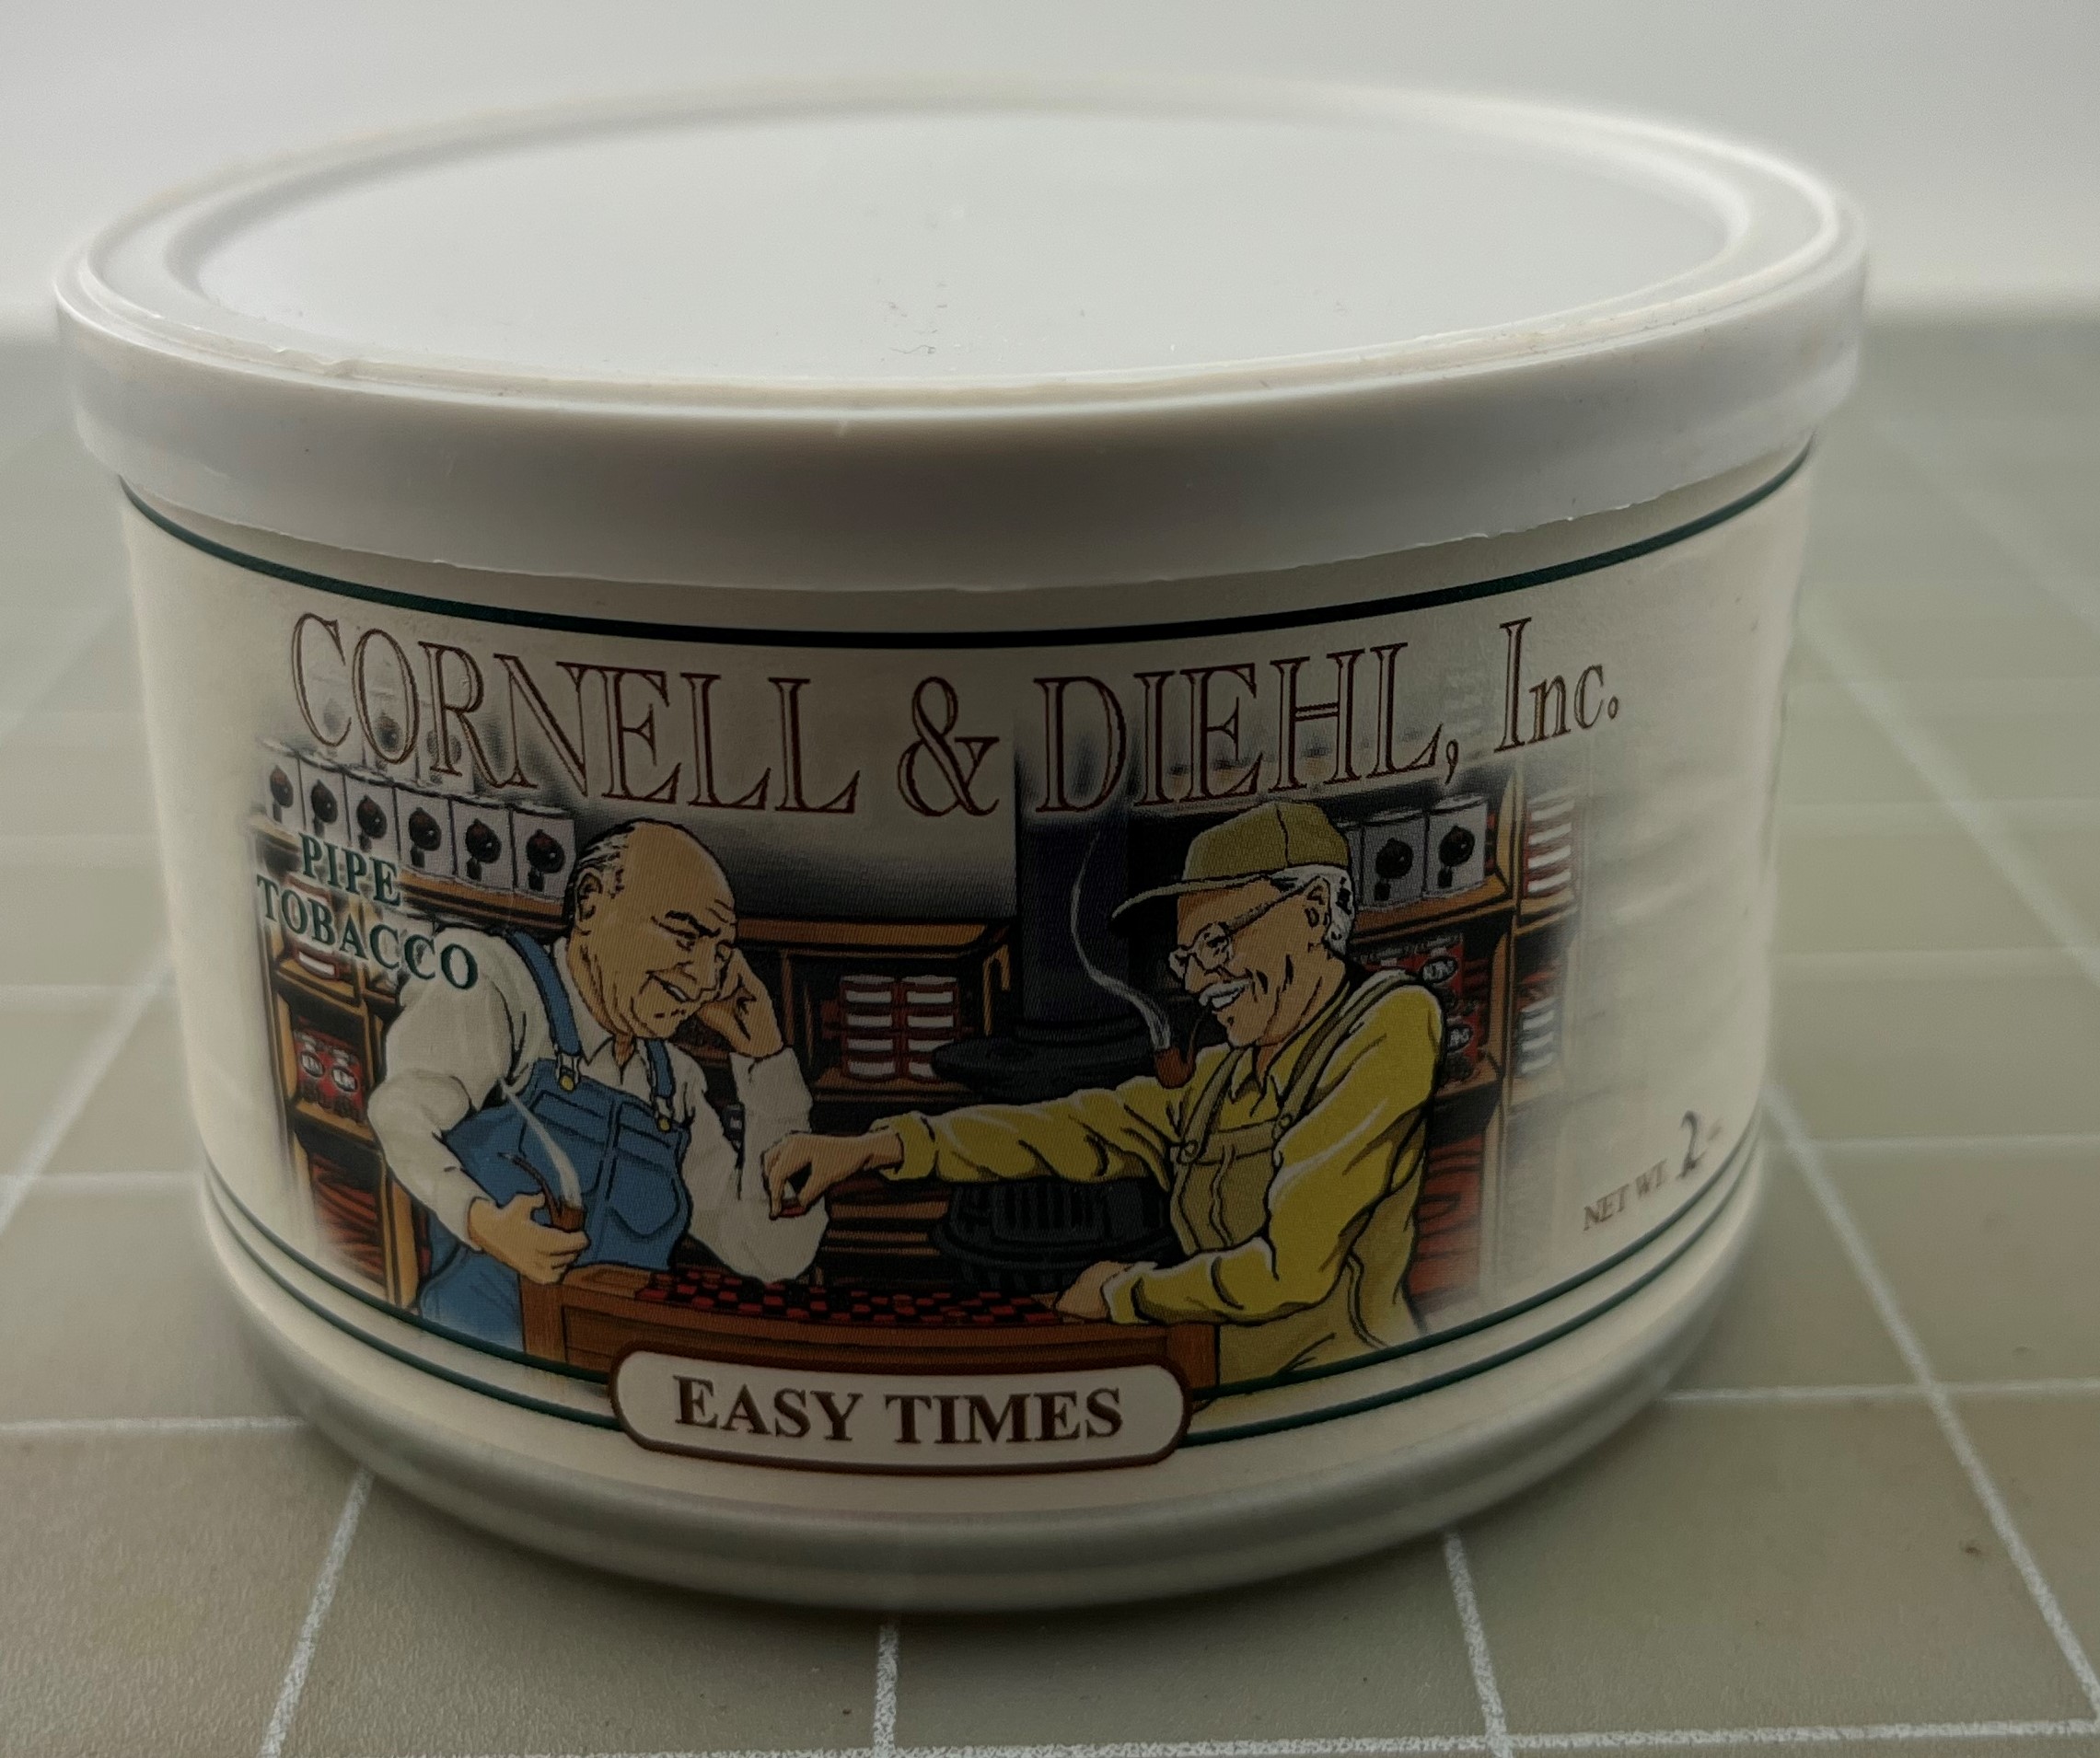 CORNELL & DIEHL, Inc.
PIPE
TOBACCO
NET WT. 2
EASY TIMES